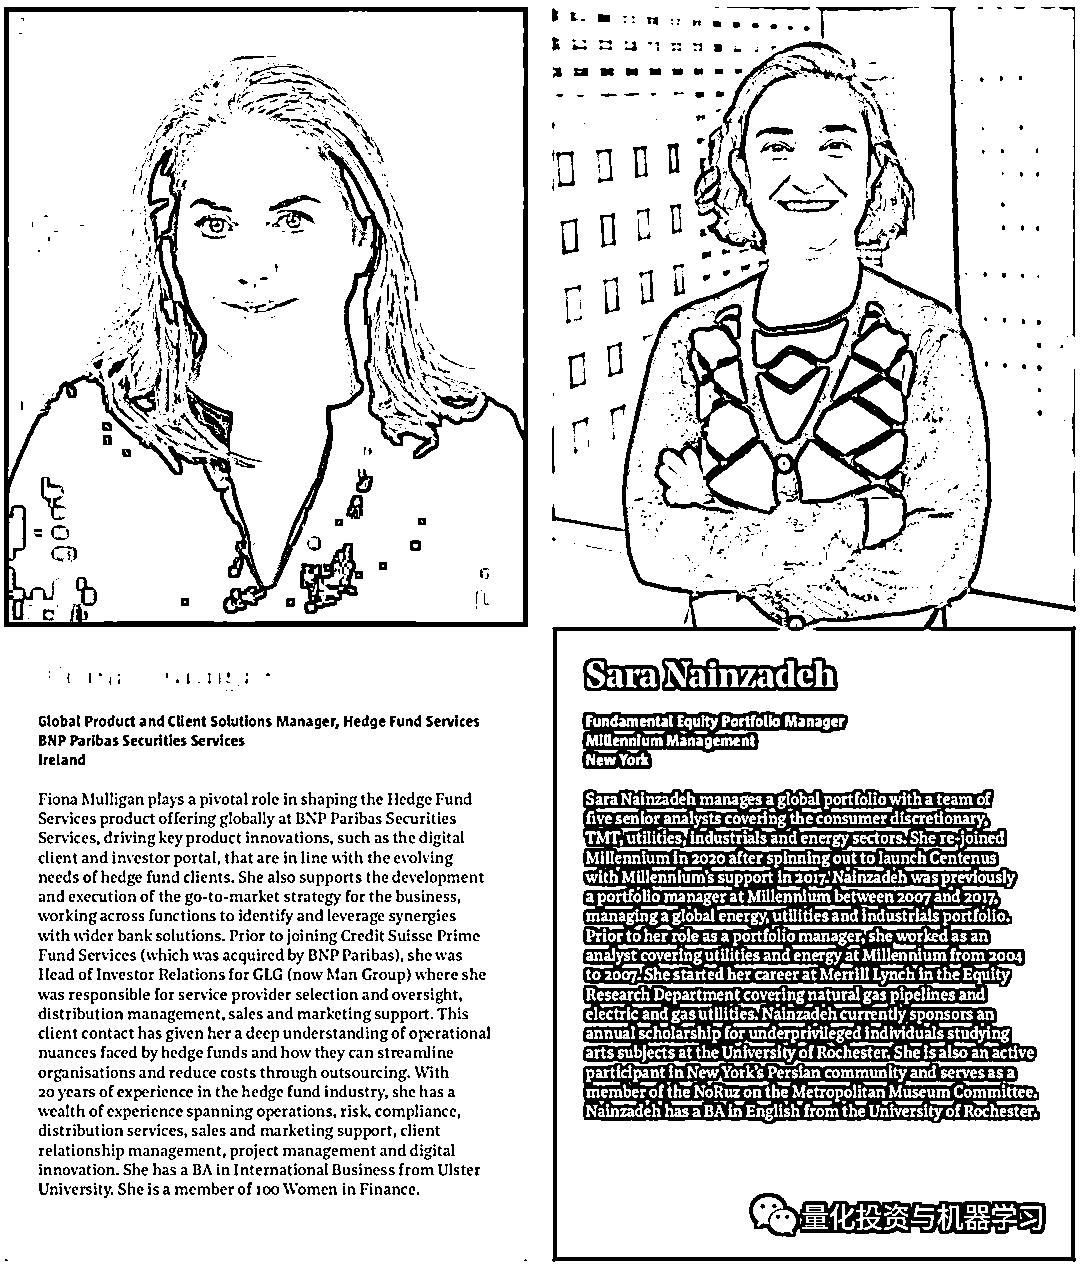 Global Product and Client Solutions Manager, Hedge Fund Services
BNP Paribas Securities Services
Ireland
Fiona Mulligan plays a pivotal role in shaping the Hedge Fund
Services product offering globally at BNP Paribas Securities
Services, driving key product innovations, such as the digital
client and investor portal, that are in line with the evolving
needs of hedge fund clients. She also supports the development
and execution of the go-to-market strategy for the business,
working across functions to identify and leverage synergies
with wider bank solutions. Prior to joining Credit Suisse Prime
Fund Services (which was acquired by BNP Paribas), she was
Head of Investor Relations for GLG (now Man Group) where she
was responsible for service provider selection and oversight,
distribution management, sales and marketing support. This
client contact has given her a deep understanding of operational
nuances faced by hedge funds and how they can streamline
organisations and reduce costs through outsourcing. With
20 years of experience in the hedge fund industry, she has a
wealth of experience spanning operations, risk, compliance,
distribution services, sales and marketing support, client
relationship management, project management and digital
innovation. She has a BA in International Business from Ulster
University. She is a member of 100 Women in Finance.
Sara Nainzadeh
Fundamental Equity Portfolio Manager
Millennium Management
New York
Sara Nainzadeh manages a global portfolio with a team of
five senior analysts covering the consumer discretionary,
TMT, utilities, industrials and energy sectors. She re-joined
Millennium in 2020 after spinning out to launch Centenus
with Millennium's support in 2017. Nainzadeh was previously
a portfolio manager at Millennium between 2007 and 2017,
managing a global energy, utilities and industrials portfolio.
Prior to her role as a portfolio manager, she worked as an
analyst covering utilities and energy at Millennium from 2004
to 2007. She started her career at Merrill Lynch in the Equity
Research Department covering natural gas pipelines and
electric and gas utilities. Nainzadeh currently sponsors an
annual scholarship for underprivileged individuals studying
arts subjects at the University of Rochester. She is also an active
participant in New York's Persian community and serves as a
member of the NoRuz on the Metropolitan Museum Committee.
Nainzadeh has a BA in English from the University of Rochester.
量化投资与机器学习